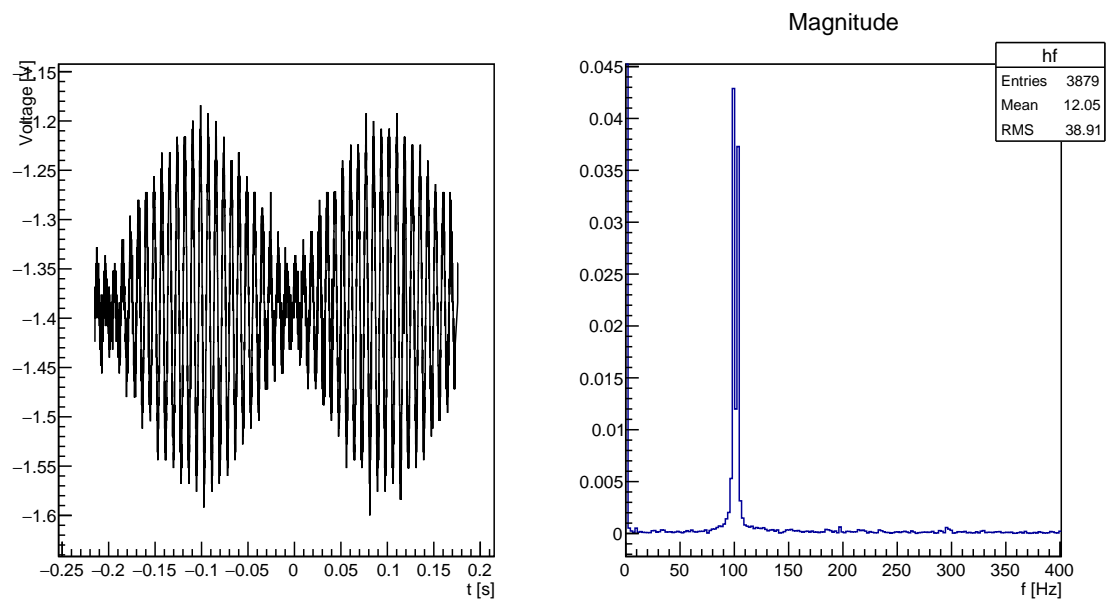 Magnitude
hf
Entries 3879
Mean 12.05
RMS 38.91
Voltage [V]
−1.15
−1.2
−1.25
−1.3
−1.35
−1.4
−1.45
−1.5
−1.55
−1.6
−0.25 −0.2 −0.15 −0.1 −0.05 0 0.05 0.1 0.15 0.2
t [s]
0.045
0.04
0.035
0.03
0.025
0.02
0.015
0.01
0.005
0
0 50 100 150 200 250 300 350 400
f [Hz]